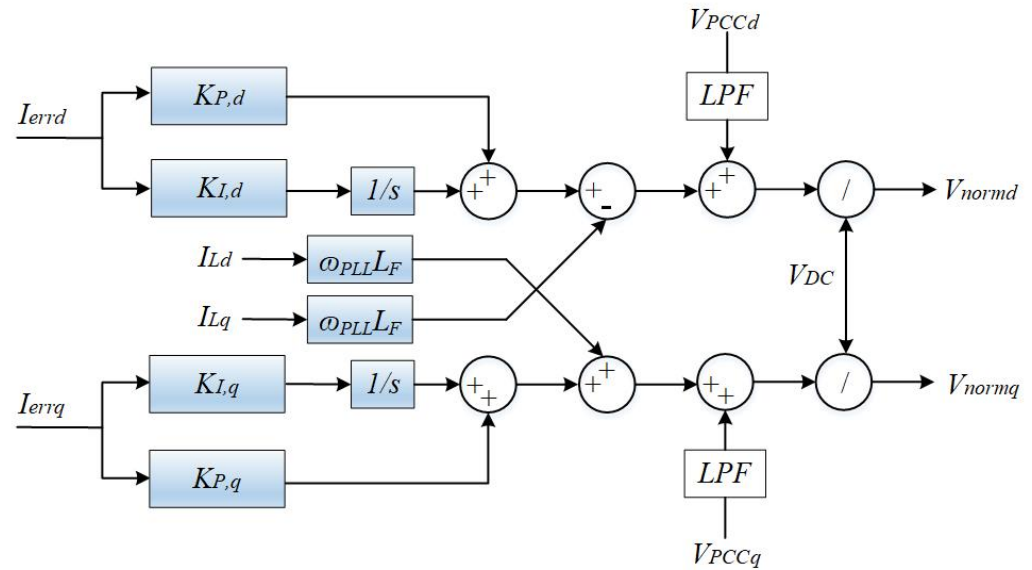 VPCCd
LPF
Ierrd
KP,d
KI,d
1/s
+ +
+ -
+ +
/
Vnormd
ILd
ωPLLLF
VDC
ILq
ωPLLLF
Ierrq
KI,q
1/s
+ +
+ +
+ +
/
Vnormq
KP,q
LPF
VPCCq